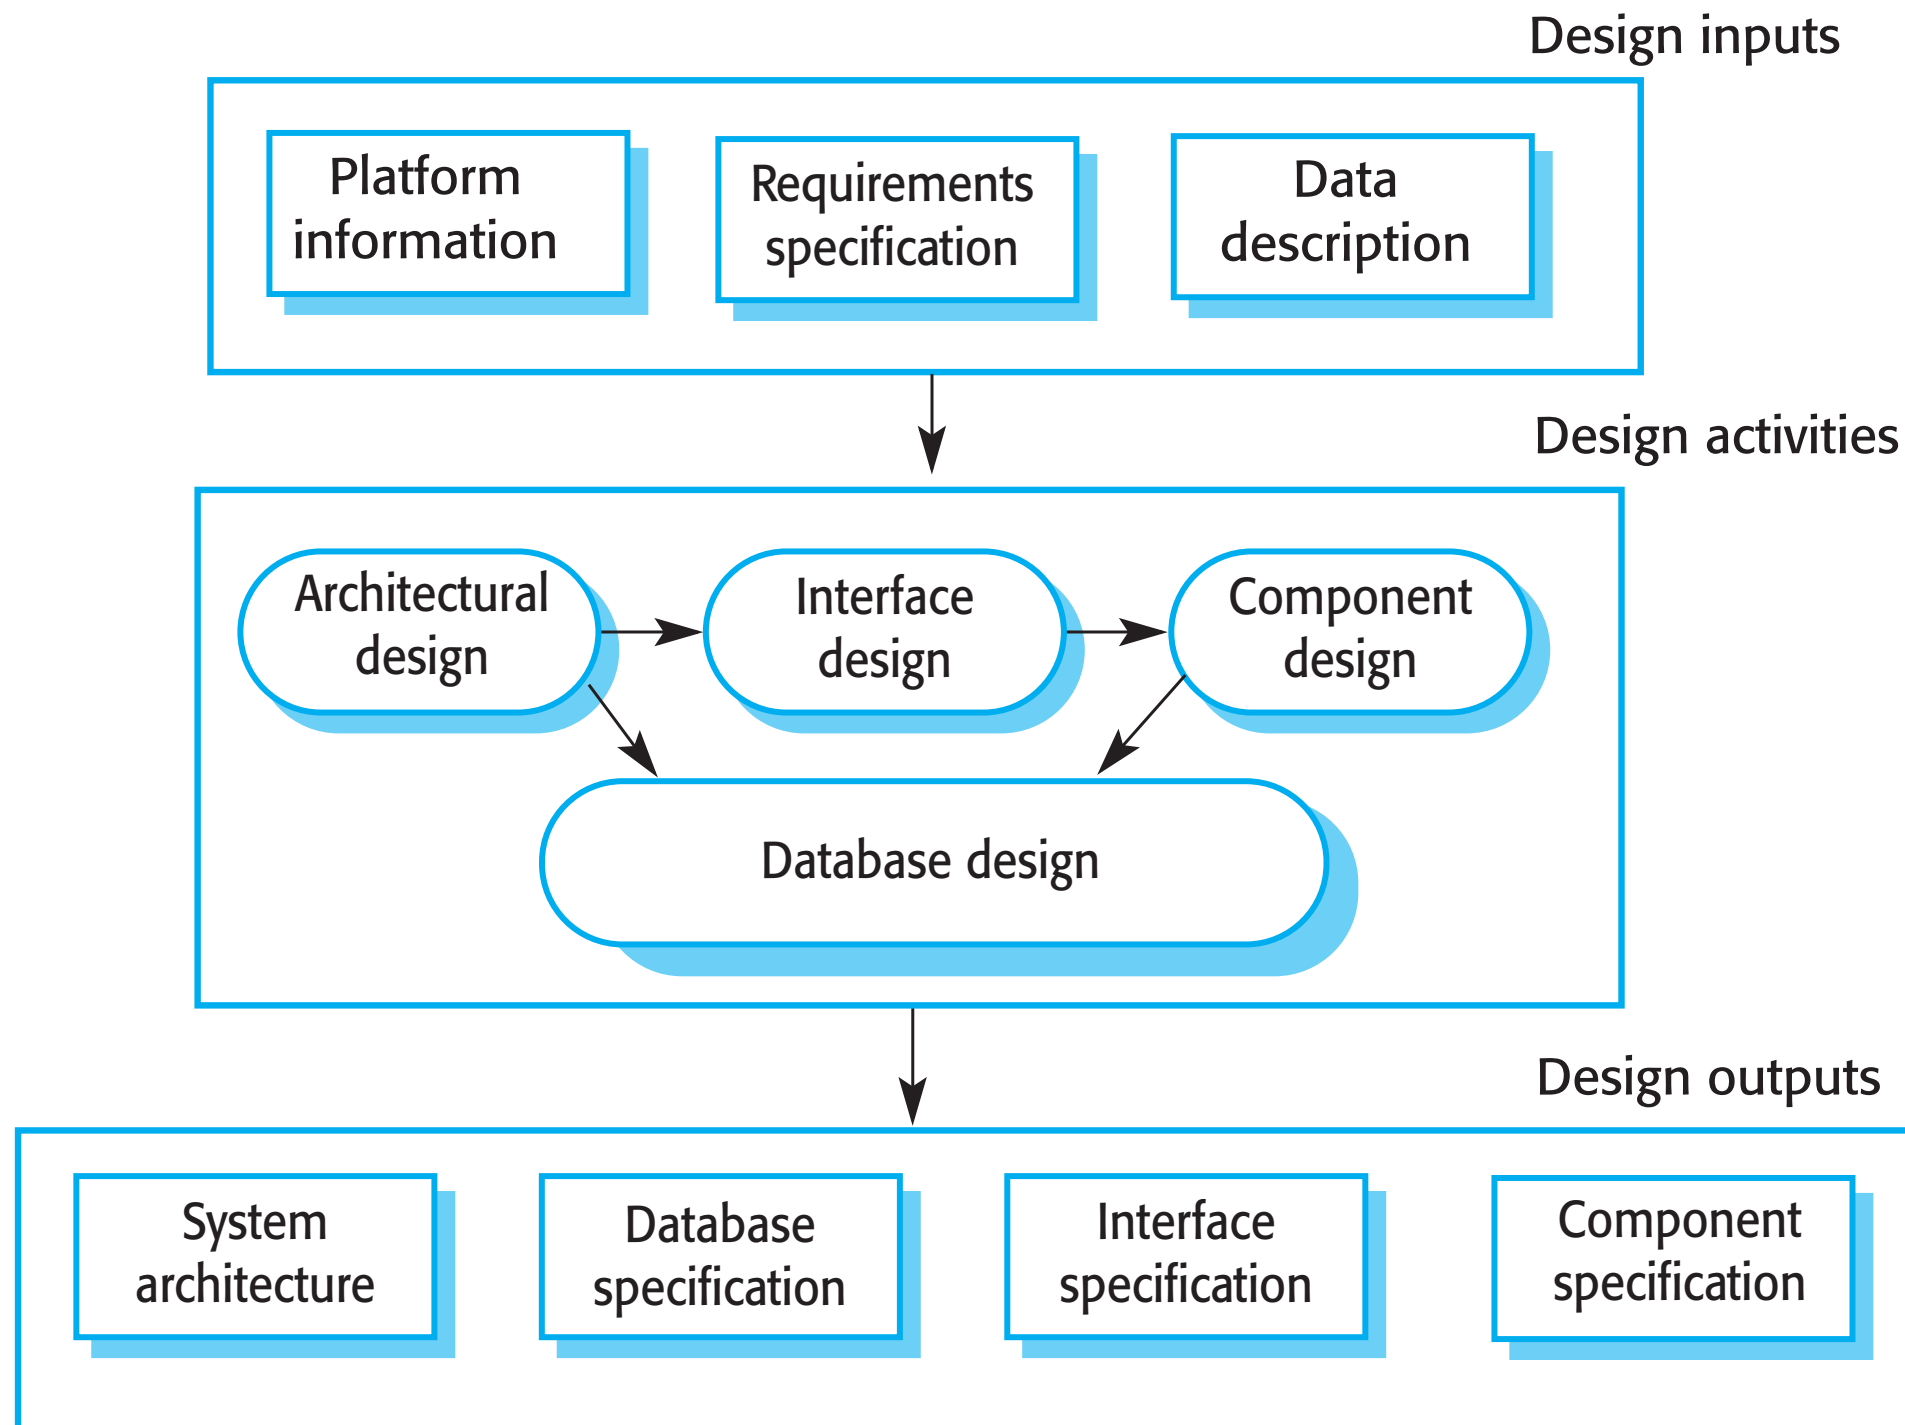 Design inputs
Platform
information
Requirements
specification
Data
description
Design activities
Architectural
design
Interface
design
Component
design
Database design
Design outputs
System
architecture
Database
specification
Interface
specification
Component
specification